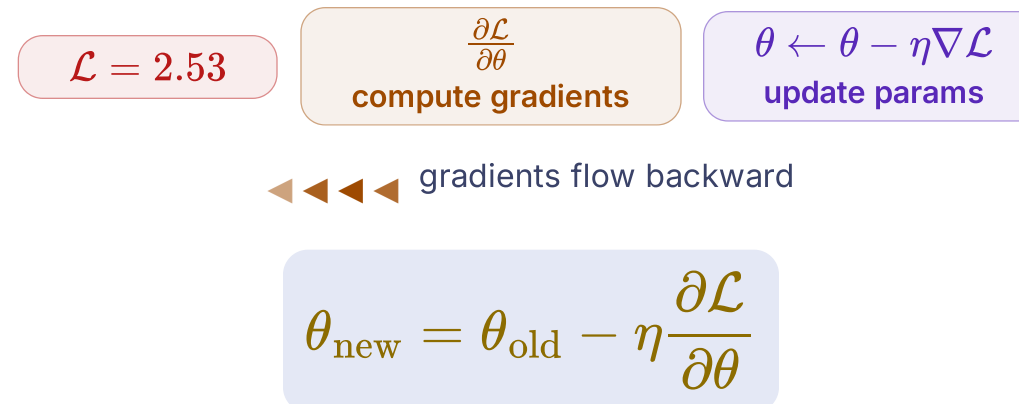 ℒ = 2.53
∂ℒ/∂θ
compute gradients
θ ← θ − η∇ℒ
update params
gradients flow backward
θ_new = θ_old − η ∂ℒ/∂θ